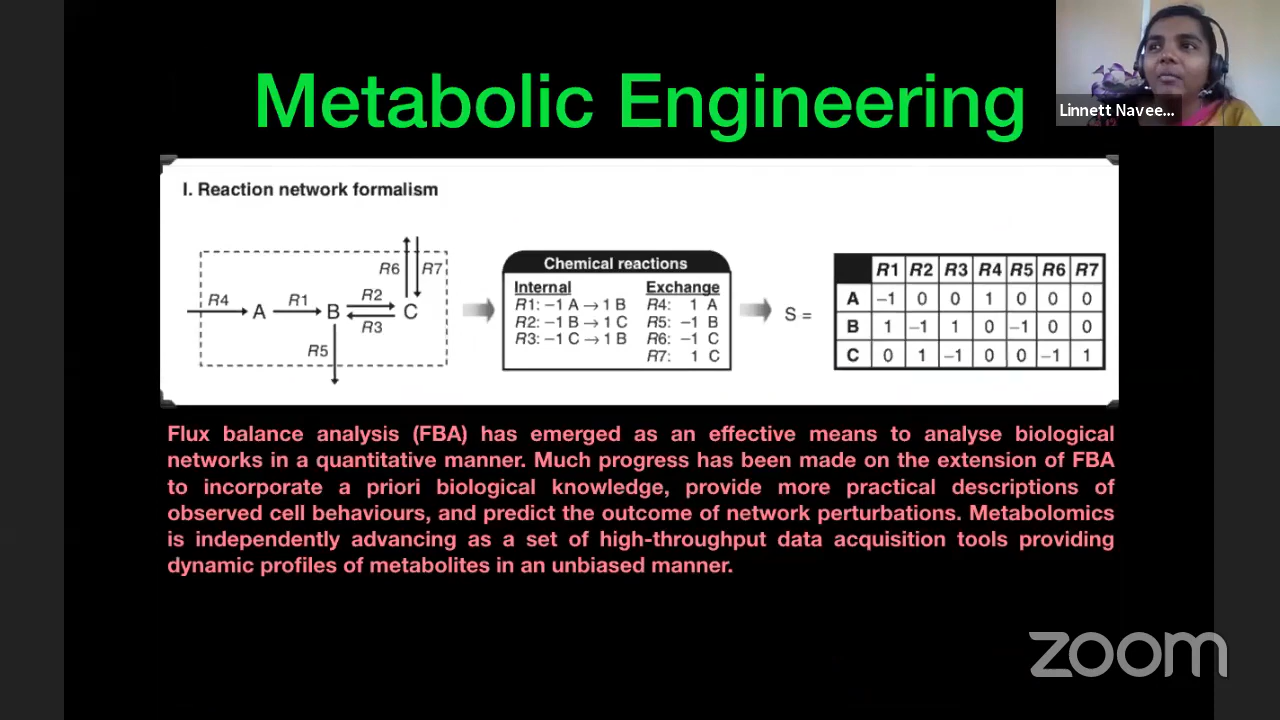 Metabolic Engineering
Linnett Navee...
I. Reaction network formalism
R6 R7
R4 A R1 B R2 C
R3
R5
Chemical reactions
Internal Exchange
R1: −1 A → 1 B R4: 1 A
R2: −1 B → 1 C R5: −1 B
R3: −1 C → 1 B R6: −1 C
R7: 1 C
S =
R1 R2 R3 R4 R5 R6 R7
A −1 0 0 1 0 0 0
B 1 −1 1 0 −1 0 0
C 0 1 −1 0 0 −1 1
Flux balance analysis (FBA) has emerged as an effective means to analyse biological
networks in a quantitative manner. Much progress has been made on the extension of FBA
to incorporate a priori biological knowledge, provide more practical descriptions of
observed cell behaviours, and predict the outcome of network perturbations. Metabolomics
is independently advancing as a set of high-throughput data acquisition tools providing
dynamic profiles of metabolites in an unbiased manner.
zoom